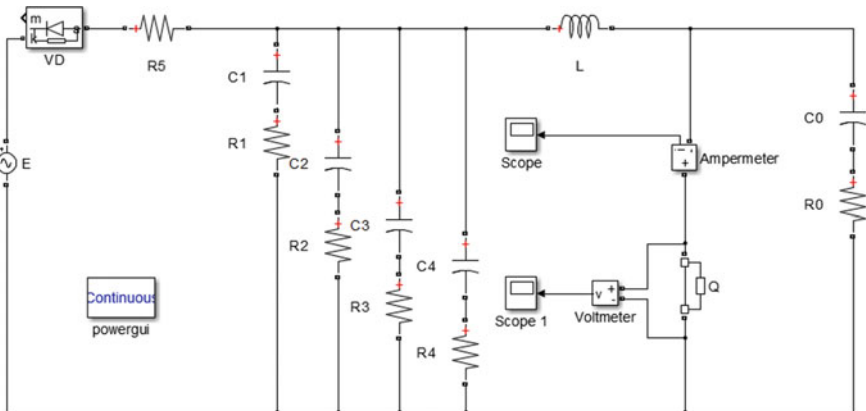 m
k
VD
R5
L
C1
C0
R1
C2
Scope
Ampermeter
E
R0
C3
R2
C4
Continuous
Q
R3
Scope 1
v
Voltmeter
powergui
R4